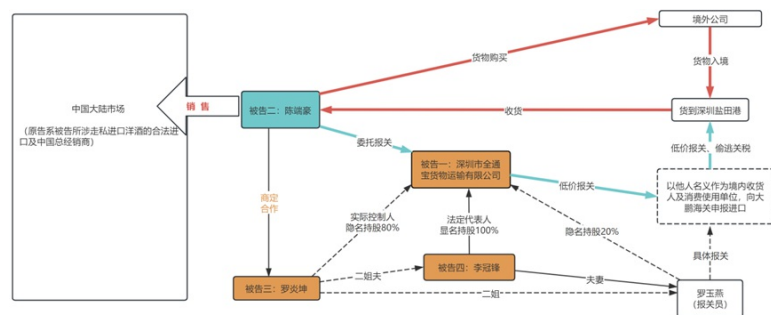 境外公司
货物购买
货物入境
中国大陆市场
（原告系被告所涉走私进口洋酒的合法进
口及中国总经销商）
销 售
被告二：陈端豪
收货
货到深圳盐田港
委托报关
低价报关、偷逃关税
被告一：深圳市全通
宝货物运输有限公司
低价报关
以他人名义作为境内收货
人及消费使用单位，向大
鹏海关申报进口
商定
合作
实际控制人
隐名持股80%
法定代表人
显名持股100%
隐名持股20%
具体报关
二姐夫
被告四：李冠锋
夫妻
被告三：罗炎坤
二姐
罗玉燕
（报关员）